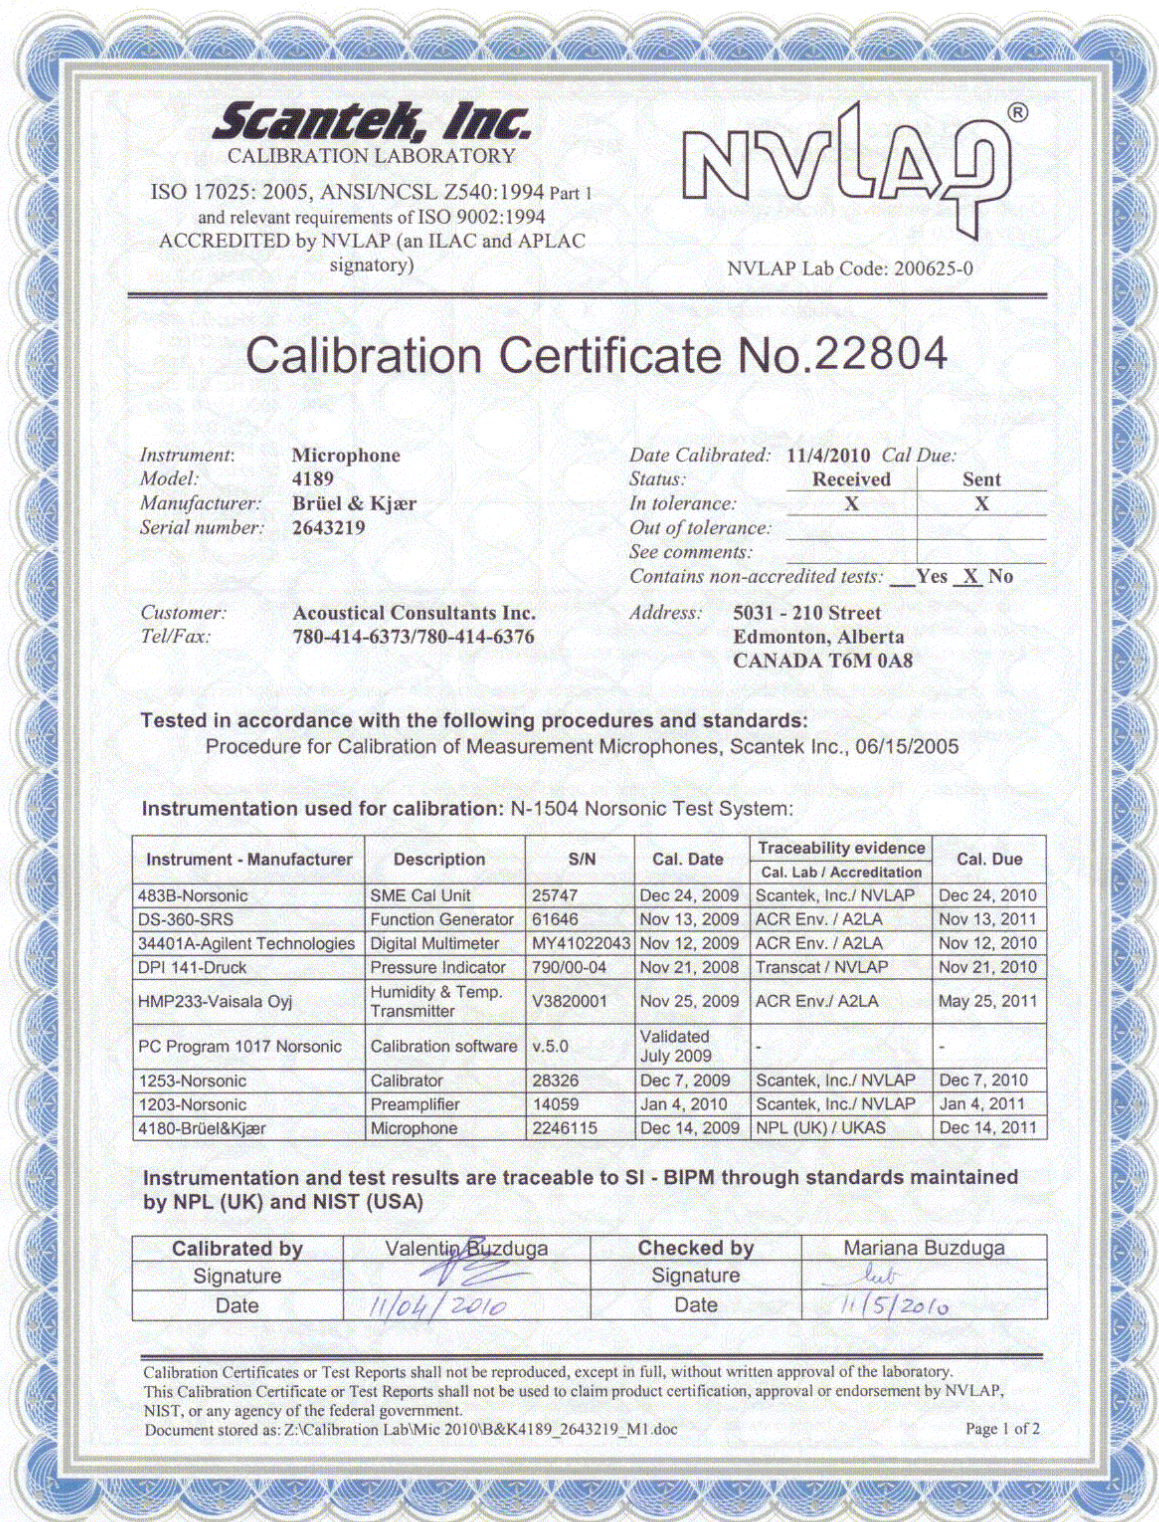 Scantek, Inc.
CALIBRATION LABORATORY
ISO 17025: 2005, ANSI/NCSL Z540:1994 Part 1
and relevant requirements of ISO 9002:1994
ACCREDITED by NVLAP (an ILAC and APLAC
signatory)
NVLAP®
NVLAP Lab Code: 200625-0
Calibration Certificate No.22804
Instrument: Microphone
Model: 4189
Manufacturer: Brüel & Kjær
Serial number: 2643219
Date Calibrated: 11/4/2010 Cal Due:
Status: Received Sent
In tolerance: X X
Out of tolerance:
See comments:
Contains non-accredited tests: __Yes _X_ No
Customer: Acoustical Consultants Inc.
Tel/Fax: 780-414-6373/780-414-6376
Address: 5031 - 210 Street
Edmonton, Alberta
CANADA T6M 0A8
Tested in accordance with the following procedures and standards:
Procedure for Calibration of Measurement Microphones, Scantek Inc., 06/15/2005
Instrumentation used for calibration: N-1504 Norsonic Test System:
Instrument - Manufacturer Description S/N Cal. Date Traceability evidence Cal. Due
Cal. Lab / Accreditation
483B-Norsonic SME Cal Unit 25747 Dec 24, 2009 Scantek, Inc./ NVLAP Dec 24, 2010
DS-360-SRS Function Generator 61646 Nov 13, 2009 ACR Env. / A2LA Nov 13, 2011
34401A-Agilent Technologies Digital Multimeter MY41022043 Nov 12, 2009 ACR Env. / A2LA Nov 12, 2010
DPI 141-Druck Pressure Indicator 790/00-04 Nov 21, 2008 Transcat / NVLAP Nov 21, 2010
HMP233-Vaisala Oyj Humidity & Temp. Transmitter V3820001 Nov 25, 2009 ACR Env./ A2LA May 25, 2011
PC Program 1017 Norsonic Calibration software v.5.0 Validated July 2009 - -
1253-Norsonic Calibrator 28326 Dec 7, 2009 Scantek, Inc./ NVLAP Dec 7, 2010
1203-Norsonic Preamplifier 14059 Jan 4, 2010 Scantek, Inc./ NVLAP Jan 4, 2011
4180-Brüel&Kjær Microphone 2246115 Dec 14, 2009 NPL (UK) / UKAS Dec 14, 2011
Instrumentation and test results are traceable to SI - BIPM through standards maintained
by NPL (UK) and NIST (USA)
Calibrated by Valentin Buzduga Checked by Mariana Buzduga
Signature Signature
Date 11/04/2010 Date 11/5/2010
Calibration Certificates or Test Reports shall not be reproduced, except in full, without written approval of the laboratory.
This Calibration Certificate or Test Reports shall not be used to claim product certification, approval or endorsement by NVLAP,
NIST, or any agency of the federal government.
Document stored as: Z:\Calibration Lab\Mic 2010\B&K4189_2643219_M1.doc Page 1 of 2